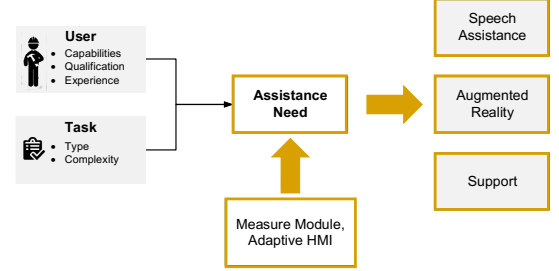 User
• Capabilities
• Qualification
• Experience
Task
• Type
• Complexity
Assistance
Need
Measure Module,
Adaptive HMI
Speech
Assistance
Augmented
Reality
Support